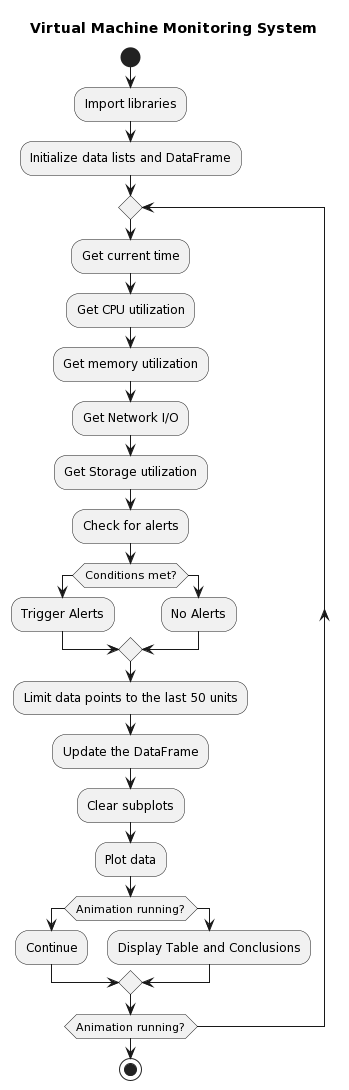 Virtual Machine Monitoring System
Import libraries
Initialize data lists and DataFrame
Get current time
Get CPU utilization
Get memory utilization
Get Network I/O
Get Storage utilization
Check for alerts
Conditions met?
Trigger Alerts
No Alerts
Limit data points to the last 50 units
Update the DataFrame
Clear subplots
Plot data
Animation running?
Continue
Display Table and Conclusions
Animation running?